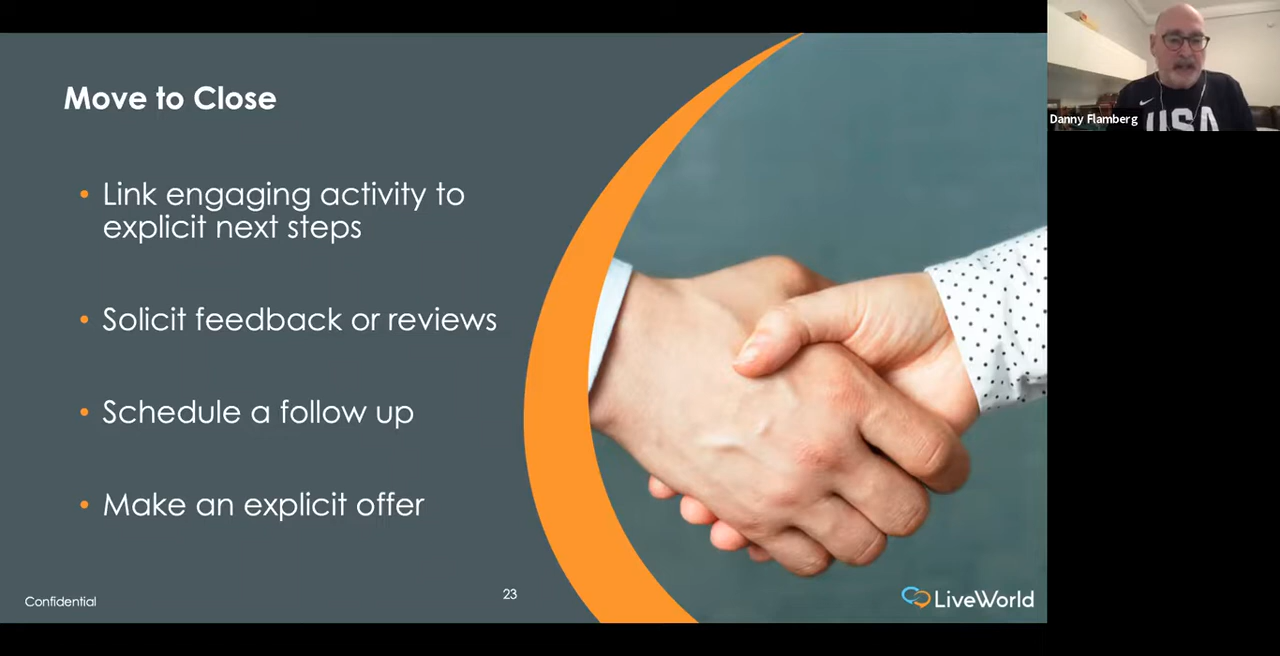 Move to Close
• Link engaging activity to
explicit next steps
• Solicit feedback or reviews
• Schedule a follow up
• Make an explicit offer
Confidential
23
LiveWorld
Danny Flamberg
USA